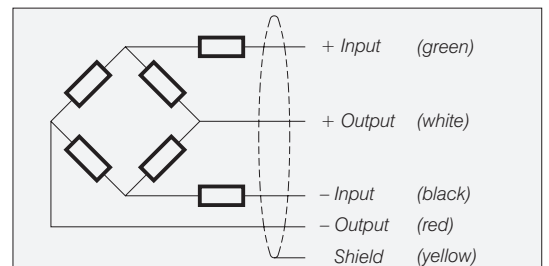 + Input (green)
+ Output (white)
– Input (black)
– Output (red)
Shield (yellow)